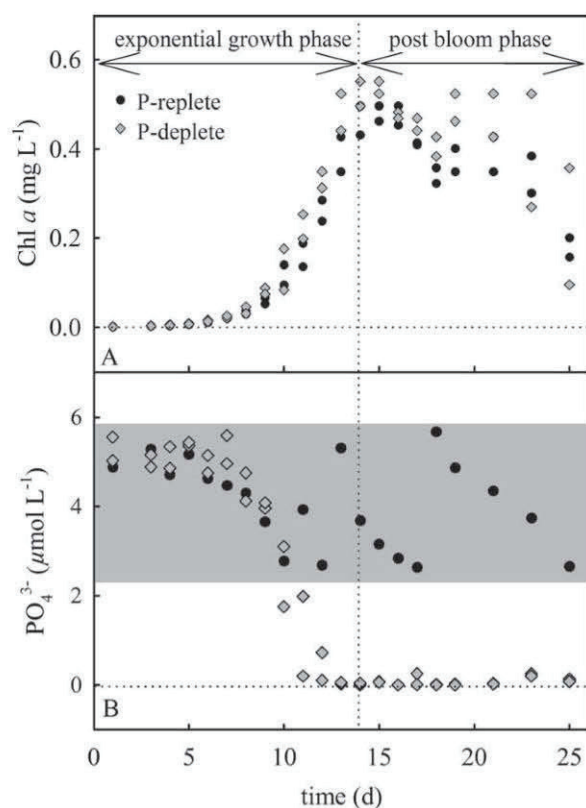 exponential growth phase post bloom phase
0.6
P-replete
P-deplete
0.4
Chl a (mg L⁻¹)
0.2
0.0
A
6
4
PO₄³⁻ (µmol L⁻¹)
2
0
B
0 5 10 15 20 25
time (d)